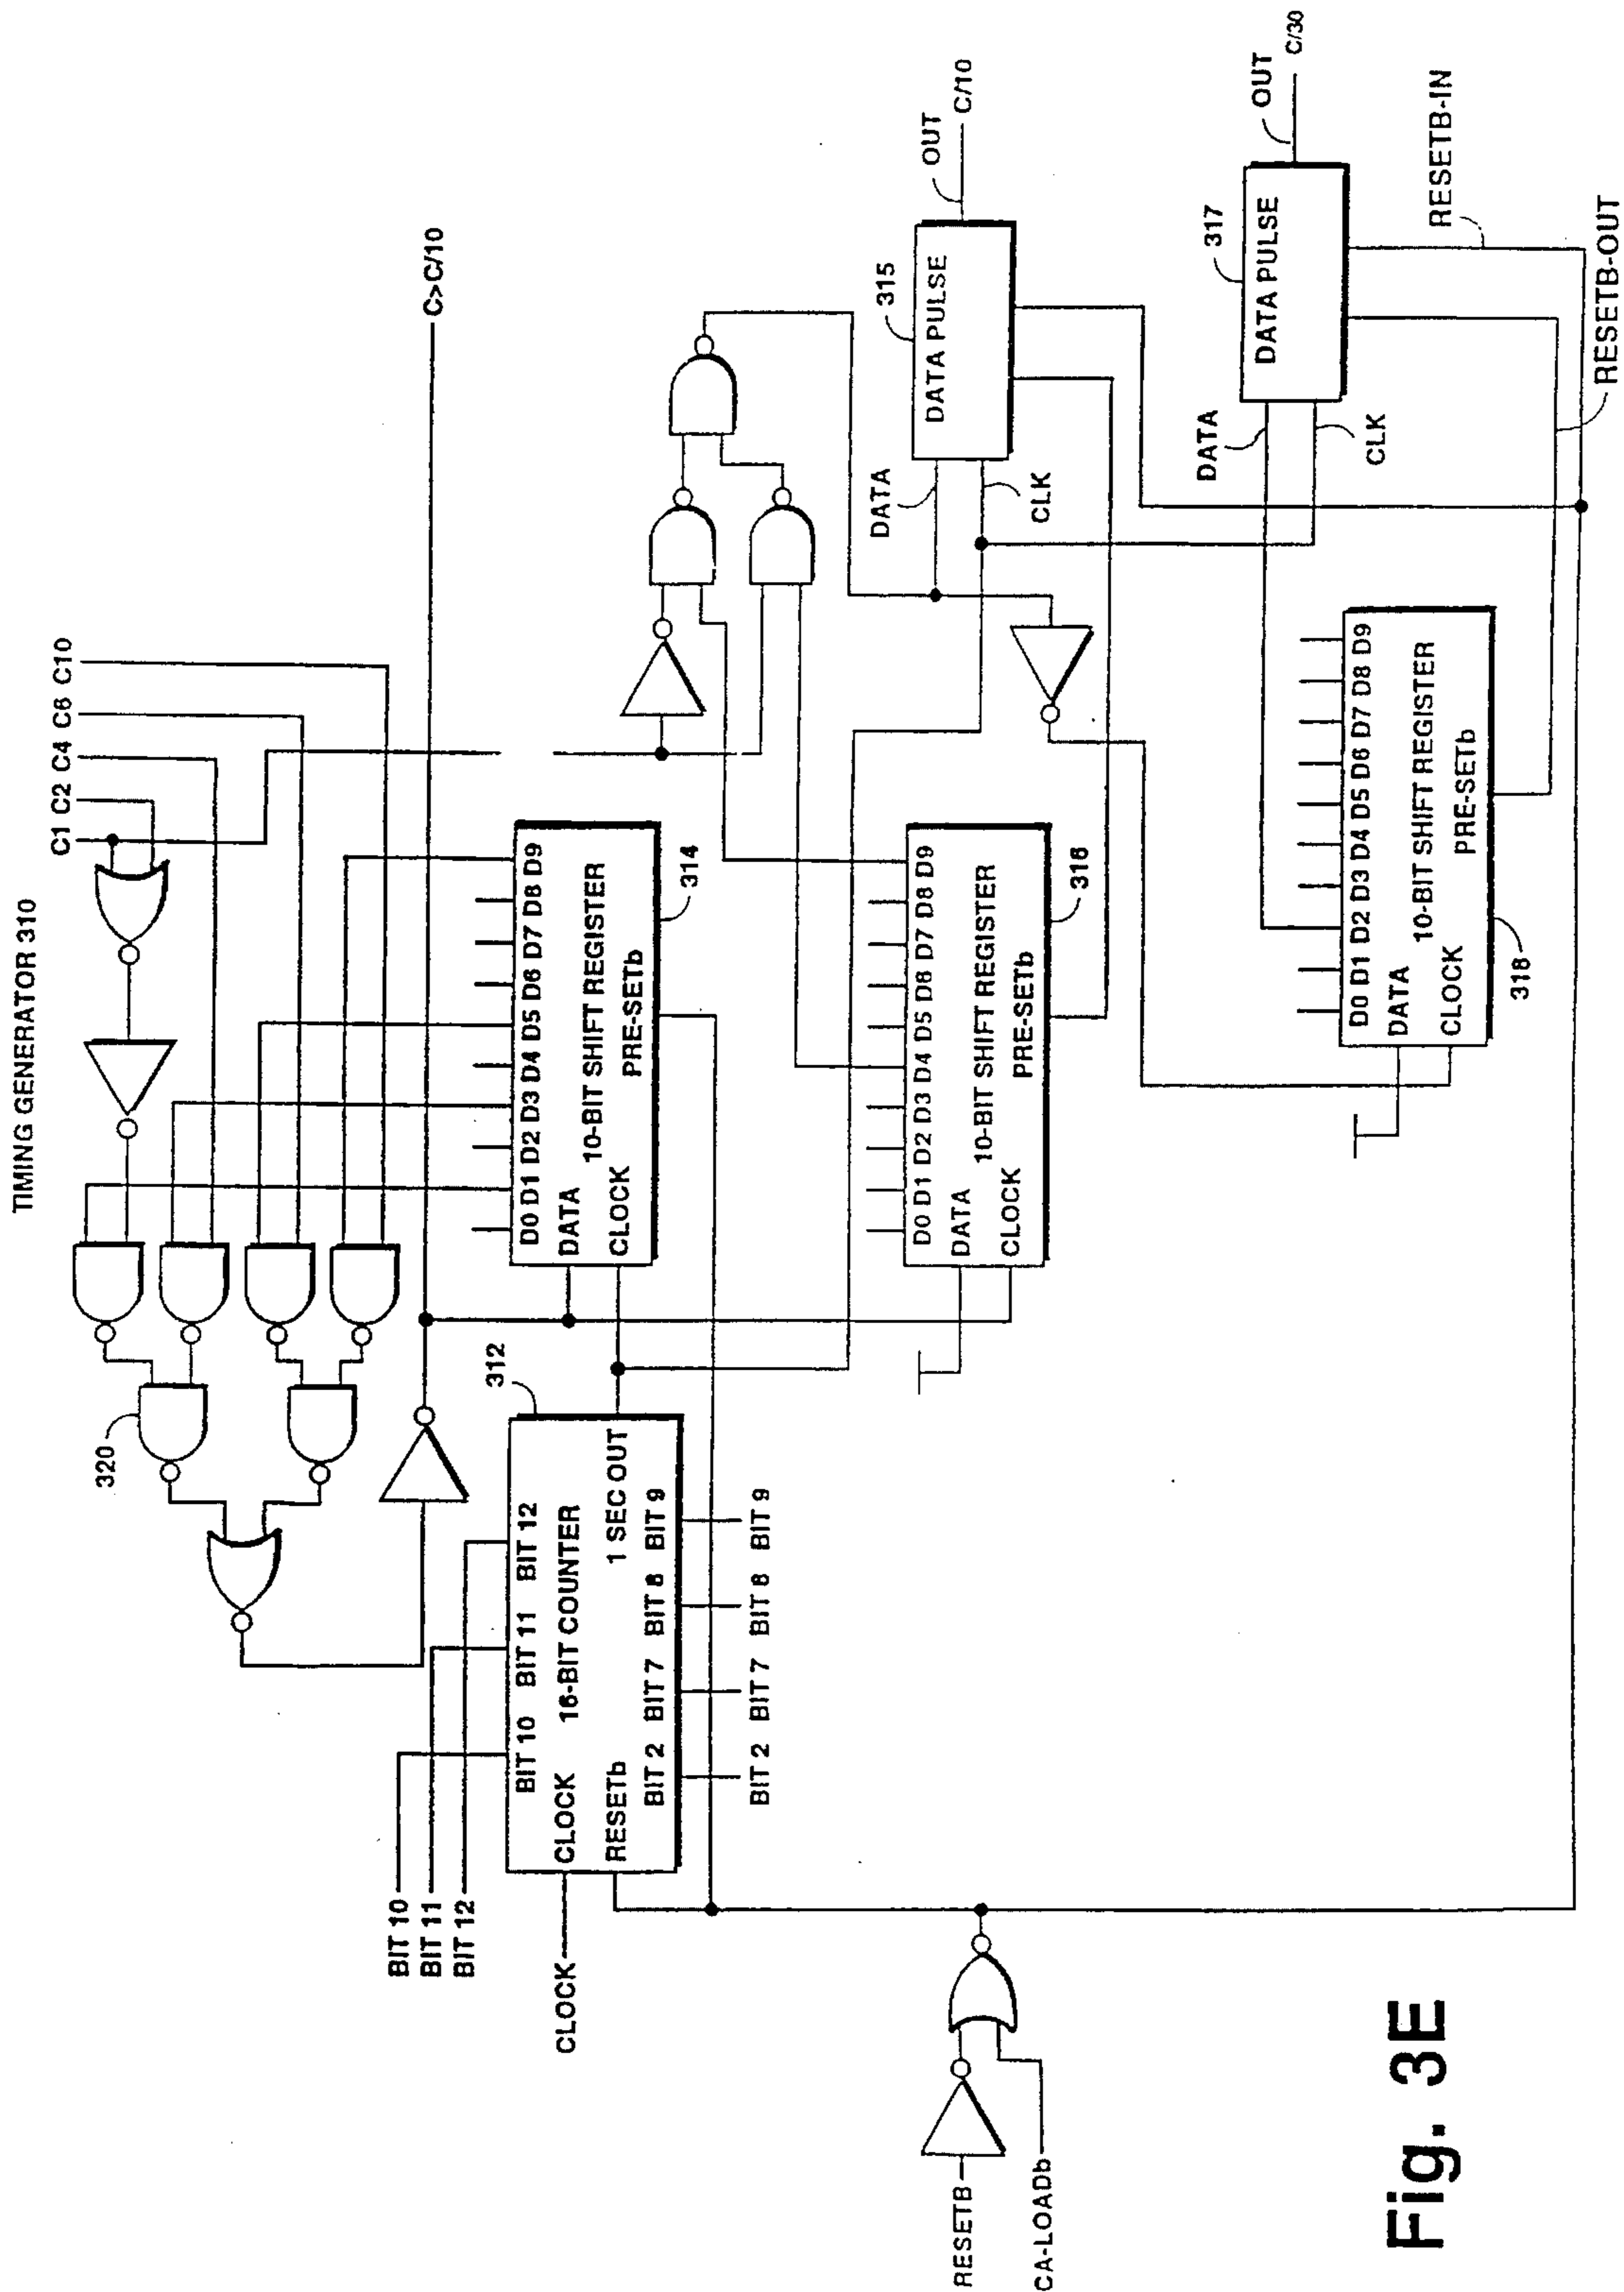 TIMING GENERATOR 310
C1 C2 C4 C6 C10
320
C>C/10
BIT 10
BIT 11
BIT 12
CLOCK
312
BIT 10 BIT 11 BIT 12
CLOCK 16-BIT COUNTER
RESETb 1 SEC OUT
BIT 2 BIT 7 BIT 8 BIT 9
BIT 2 BIT 7 BIT 8 BIT 9
D0 D1 D2 D3 D4 D5 D6 D7 D8 D9
DATA
10-BIT SHIFT REGISTER
CLOCK
PRE-SETb
314
D0 D1 D2 D3 D4 D5 D6 D7 D8 D9
DATA
10-BIT SHIFT REGISTER
CLOCK
PRE-SETb
316
DATA
CLK
315
DATA PULSE
OUT
C/10
RESETB
CA-LOADb
D0 D1 D2 D3 D4 D5 D6 D7 D8 D9
DATA
10-BIT SHIFT REGISTER
CLOCK
PRE-SETb
318
DATA
CLK
317
DATA PULSE
OUT
C/30
RESETB-IN
RESETB-OUT
Fig. 3E